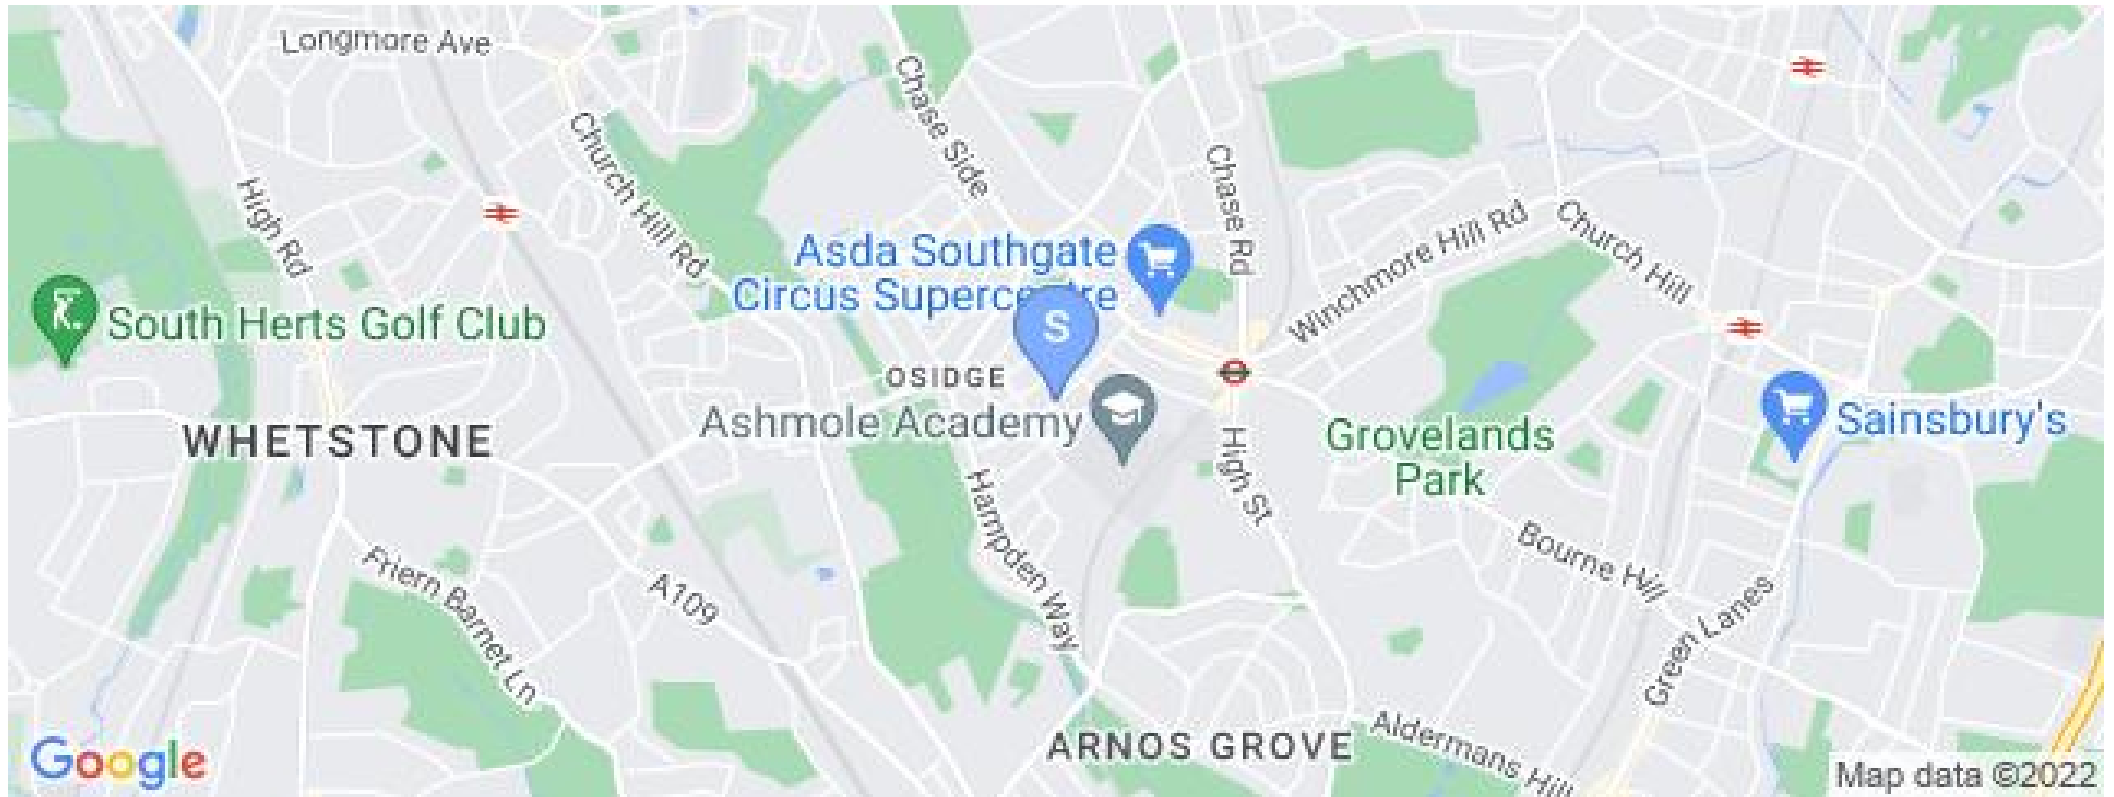 Longmore Ave
Chase Side
Church Hill Rd
Chase Rd
High Rd
Winchmore Hill Rd
Church Hill
Asda Southgate
Circus Supercentre
S
South Herts Golf Club
OSIDGE
Ashmole Academy
WHETSTONE
Grovelands
Park
Sainsbury's
High St
Hampden Way
Bourne Hill
Friern Barnet Ln
A109
Green Lanes
ARNOS GROVE
Aldermans Hill
Google
Map data ©2022